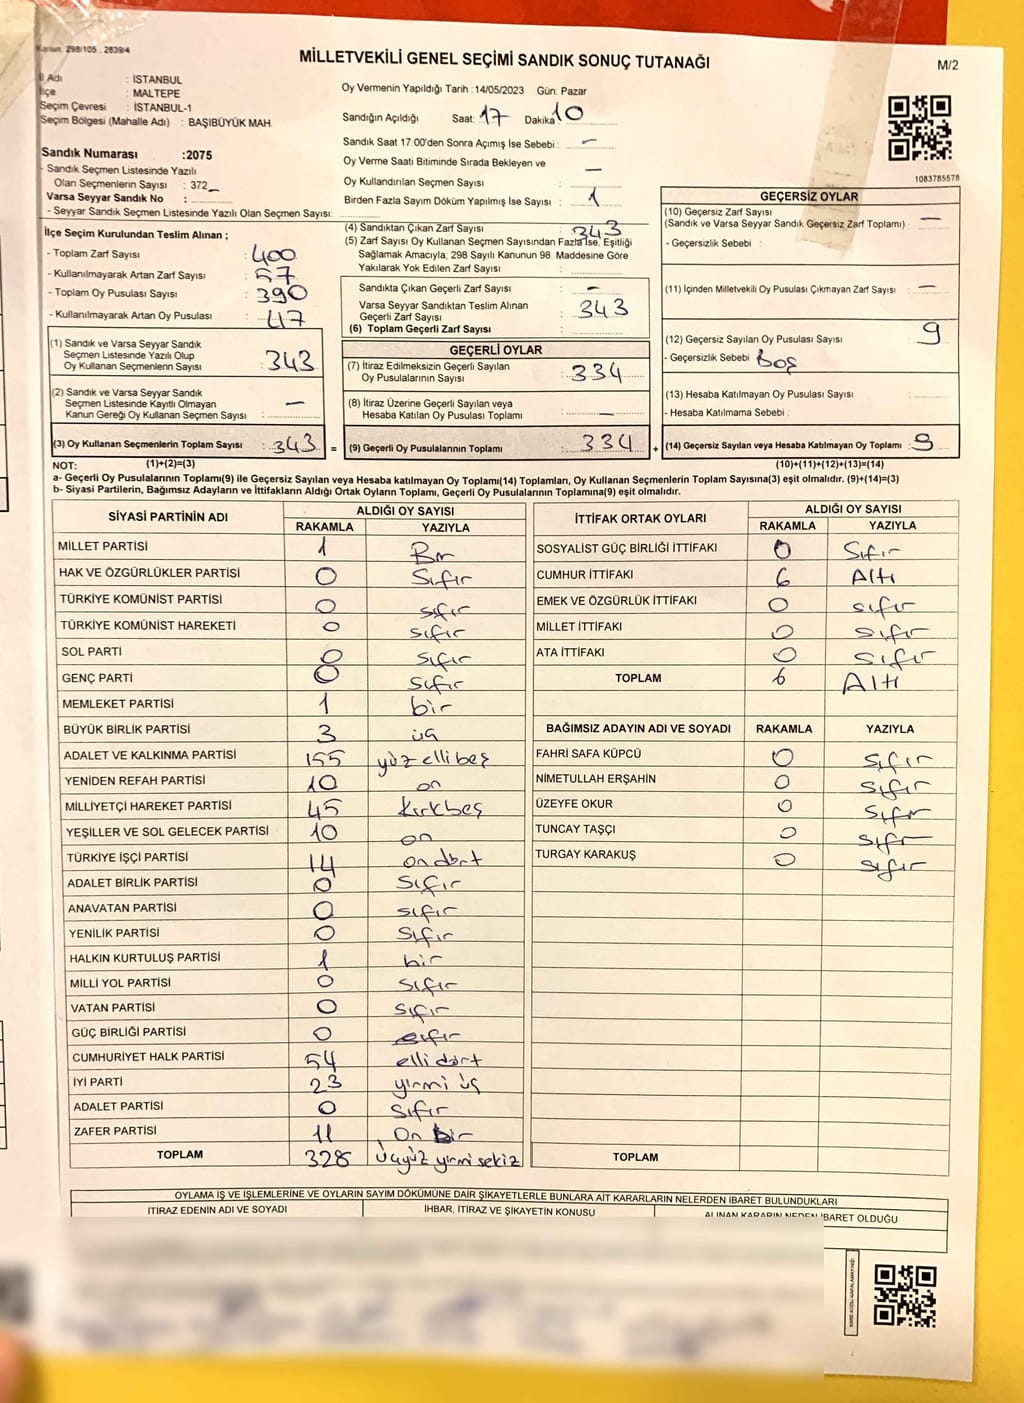 Kanun. 298/105 , 2839/4
MİLLETVEKİLİ GENEL SEÇİMİ SANDIK SONUÇ TUTANAĞI
M/2
İl Adı : İSTANBUL
İlçe : MALTEPE
Seçim Çevresi : İSTANBUL-1
Seçim Bölgesi (Mahalle Adı) : BAŞIBÜYÜK MAH.
Sandık Numarası :2075
- Sandık Seçmen Listesinde Yazılı
Olan Seçmenlerin Sayısı : 372
Varsa Seyyar Sandık No :
- Seyyar Sandık Seçmen Listesinde Yazılı Olan Seçmen Sayısı:
İlçe Seçim Kurulundan Teslim Alınan ;
- Toplam Zarf Sayısı : 400
- Kullanılmayarak Artan Zarf Sayısı : 57
- Toplam Oy Pusulası Sayısı : 390
- Kullanılmayarak Artan Oy Pusulası : 47
(1) Sandık ve Varsa Seyyar Sandık
Seçmen Listesinde Yazılı Olup
Oy Kullanan Seçmenlerin Sayısı : 343
(2) Sandık ve Varsa Seyyar Sandık
Seçmen Listesinde Kayıtlı Olmayan
Kanun Gereği Oy Kullanan Seçmen Sayısı : —
(3) Oy Kullanan Seçmenlerin Toplam Sayısı : 343 =
Oy Vermenin Yapıldığı Tarih : 14/05/2023 Gün: Pazar
Sandığın Açıldığı Saat: 17 Dakika 10
Sandık Saat 17:00'den Sonra Açımış İse Sebebi : —
Oy Verme Saati Bitiminde Sırada Bekleyen ve
Oy Kullandırılan Seçmen Sayısı : —
Birden Fazla Sayım Döküm Yapılmış İse Sayısı : 1
(4) Sandıktan Çıkan Zarf Sayısı : 343
(5) Zarf Sayısı Oy Kullanan Seçmen Sayısından Fazla İse, Eşitliği
Sağlamak Amacıyla; 298 Sayılı Kanunun 98. Maddesine Göre
Yakılarak Yok Edilen Zarf Sayısı :
Sandıkta Çıkan Geçerli Zarf Sayısı : —
Varsa Seyyar Sandıktan Teslim Alınan
Geçerli Zarf Sayısı : 343
(6) Toplam Geçerli Zarf Sayısı :
GEÇERLİ OYLAR
(7) İtiraz Edilmeksizin Geçerli Sayılan
Oy Pusulalarının Sayısı : 334
(8) İtiraz Üzerine Geçerli Sayılan veya
Hesaba Katılan Oy Pusulası Toplamı : —
(9) Geçerli Oy Pusulalarının Toplamı : 334 +
1083785578
GEÇERSİZ OYLAR
(10) Geçersiz Zarf Sayısı
(Sandık ve Varsa Seyyar Sandık Geçersiz Zarf Toplamı) : —
- Geçersizlik Sebebi :
(11) İçinden Milletvekili Oy Pusulası Çıkmayan Zarf Sayısı : —
(12) Geçersiz Sayılan Oy Pusulası Sayısı : 9
- Geçersizlik Sebebi : boş
(13) Hesaba Katılmayan Oy Pusulası Sayısı :
- Hesaba Katılmama Sebebi :
(14) Geçersiz Sayılan veya Hesaba Katılmayan Oy Toplamı : 9
NOT: (1)+(2)=(3) (10)+(11)+(12)+(13)=(14)
a- Geçerli Oy Pusulalarının Toplamı(9) ile Geçersiz Sayılan veya Hesaba katılmayan Oy Toplamı(14) Toplamları, Oy Kullanan Seçmenlerin Toplam Sayısına(3) eşit olmalıdır. (9)+(14)=(3)
b- Siyasi Partilerin, Bağımsız Adayların ve İttifakların Aldığı Ortak Oyların Toplamı, Geçerli Oy Pusulalarının Toplamına(9) eşit olmalıdır.
SİYASİ PARTİNİN ADI ALDIĞI OY SAYISI
RAKAMLA YAZIYLA
MİLLET PARTİSİ 1 Bir
HAK VE ÖZGÜRLÜKLER PARTİSİ 0 Sıfır
TÜRKİYE KOMÜNİST PARTİSİ 0 sıfır
TÜRKİYE KOMÜNİST HAREKETİ 0 sıfır
SOL PARTİ 0 sıfır
GENÇ PARTİ 0 sıfır
MEMLEKET PARTİSİ 1 bir
BÜYÜK BİRLİK PARTİSİ 3 üç
ADALET VE KALKINMA PARTİSİ 155 yüz elli beş
YENİDEN REFAH PARTİSİ 10 on
MİLLİYETÇİ HAREKET PARTİSİ 45 Kırkbeş
YEŞİLLER VE SOL GELECEK PARTİSİ 10 on
TÜRKİYE İŞÇİ PARTİSİ 14 on dört
ADALET BİRLİK PARTİSİ 0 sıfır
ANAVATAN PARTİSİ 0 sıfır
YENİLİK PARTİSİ 0 sıfır
HALKIN KURTULUŞ PARTİSİ 1 bir
MİLLİ YOL PARTİSİ 0 sıfır
VATAN PARTİSİ 0 sıfır
GÜÇ BİRLİĞİ PARTİSİ 0 sıfır
CUMHURİYET HALK PARTİSİ 54 elli dört
İYİ PARTİ 23 yirmi üç
ADALET PARTİSİ 0 sıfır
ZAFER PARTİSİ 11 On bir
TOPLAM 328 üçyüz yirmi sekiz
İTTİFAK ORTAK OYLARI ALDIĞI OY SAYISI
RAKAMLA YAZIYLA
SOSYALİST GÜÇ BİRLİĞİ İTTİFAKI 0 Sıfır
CUMHUR İTTİFAKI 6 Altı
EMEK VE ÖZGÜRLÜK İTTİFAKI 0 sıfır
MİLLET İTTİFAKI 0 sıfır
ATA İTTİFAKI 0 sıfır
TOPLAM 6 Altı
BAĞIMSIZ ADAYIN ADI VE SOYADI RAKAMLA YAZIYLA
FAHRİ SAFA KÜPCÜ 0 sıfır
NİMETULLAH ERŞAHİN 0 sıfır
ÜZEYFE OKUR 0 sıfır
TUNCAY TAŞÇI 0 sıfır
TURGAY KARAKUŞ 0 sıfır
TOPLAM
OYLAMA İŞ VE İŞLEMLERİNE VE OYLARIN SAYIM DÖKÜMÜNE DAİR ŞİKAYETLERLE BUNLARA AİT KARARLARIN NELERDEN İBARET BULUNDUKLARI
İTİRAZ EDENİN ADI VE SOYADI İHBAR, İTİRAZ VE ŞİKAYETİN KONUSU ALINAN KARARIN NEDEN İBARET OLDUĞU